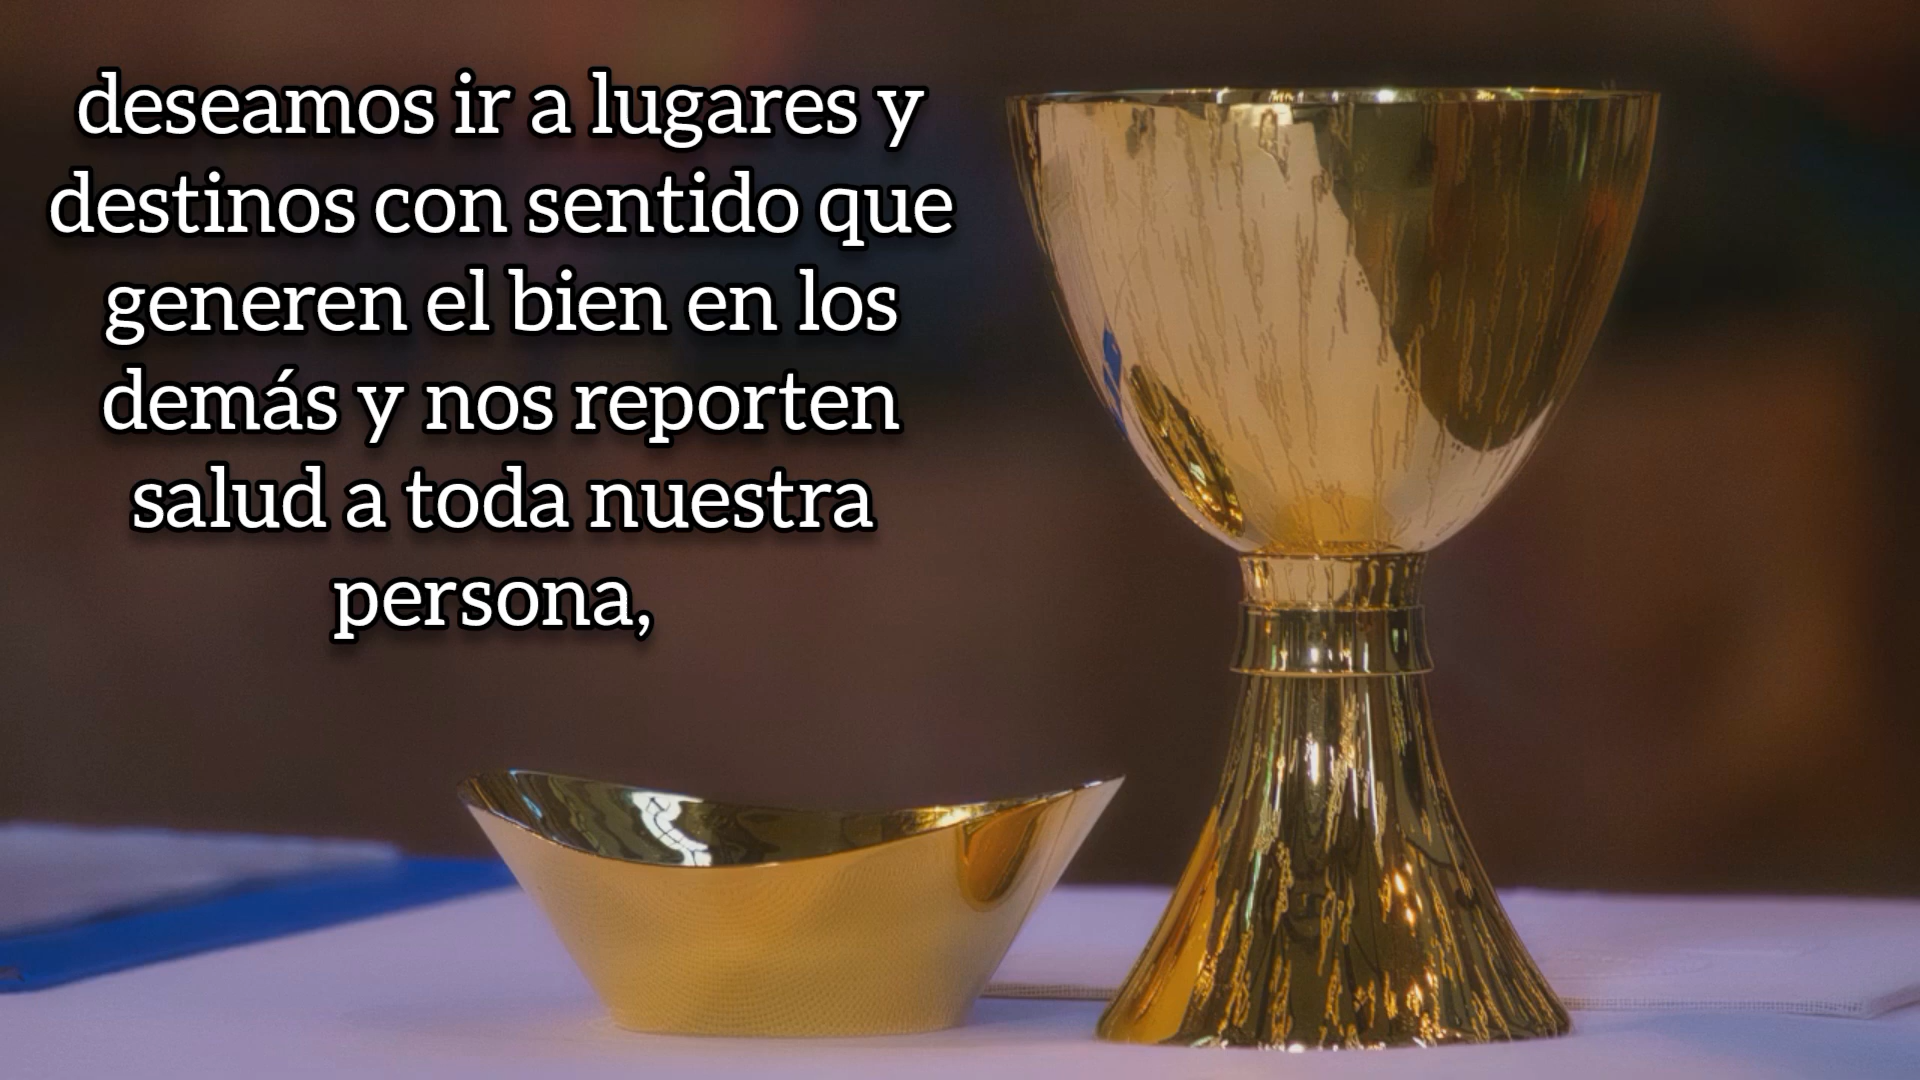 deseamos ir a lugares y
destinos con sentido que
generen el bien en los
demás y nos reporten
salud a toda nuestra
persona,